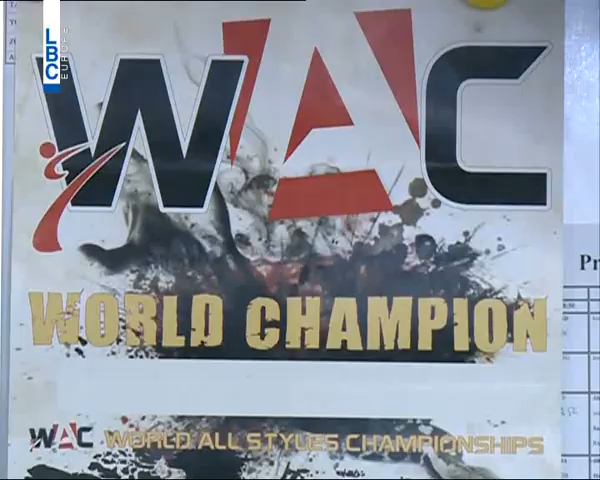 LBC
EUROPE
WAC
WORLD CHAMPION
WAC WORLD ALL STYLES CHAMPIONSHIPS
Pr